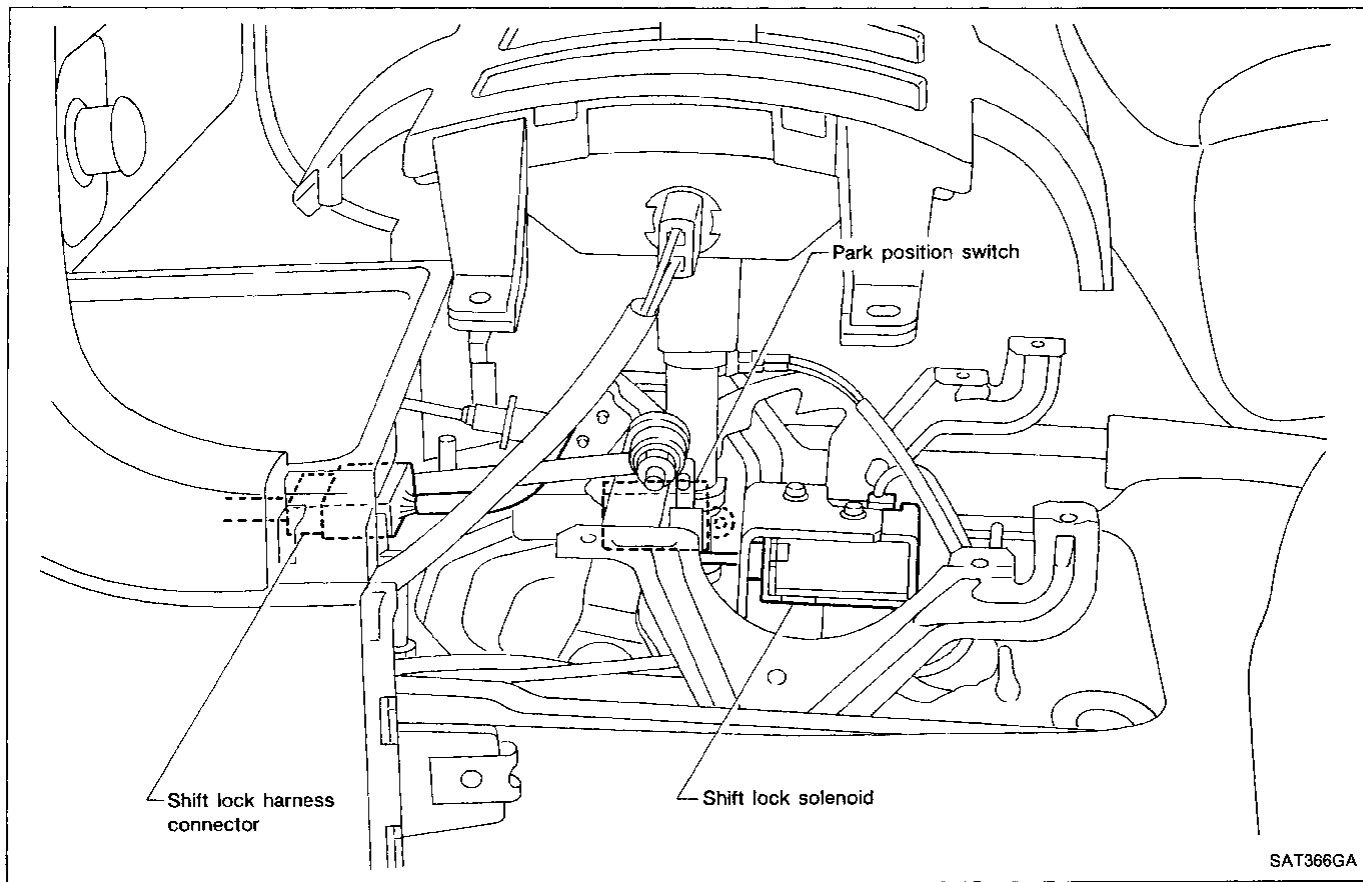 Park position switch
Shift lock harness
connector
Shift lock solenoid
SAT366GA